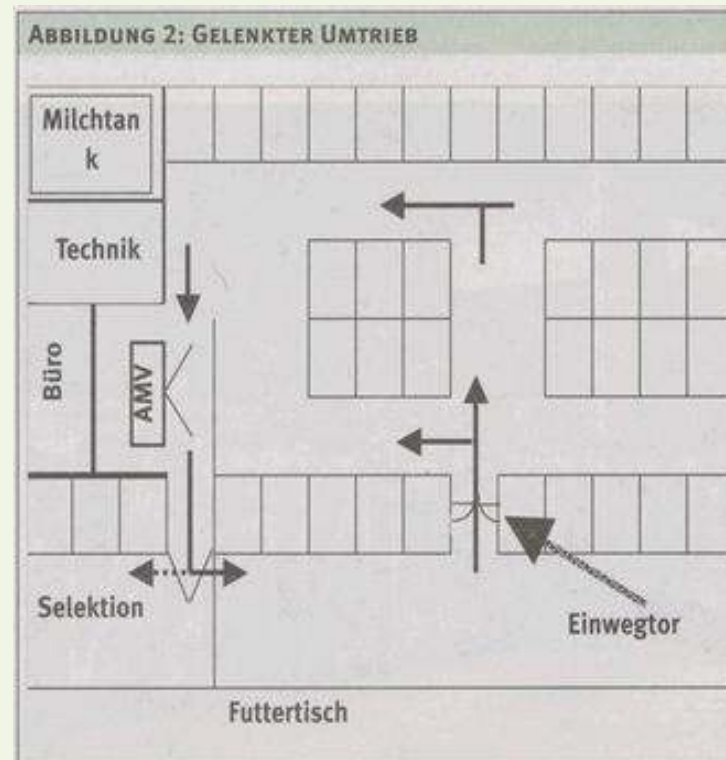 ABBILDUNG 2: GELENKTER UMTRIEB
Milchtan
k
Technik
Büro
AMV
Selektion
Einwegtor
Futtertisch